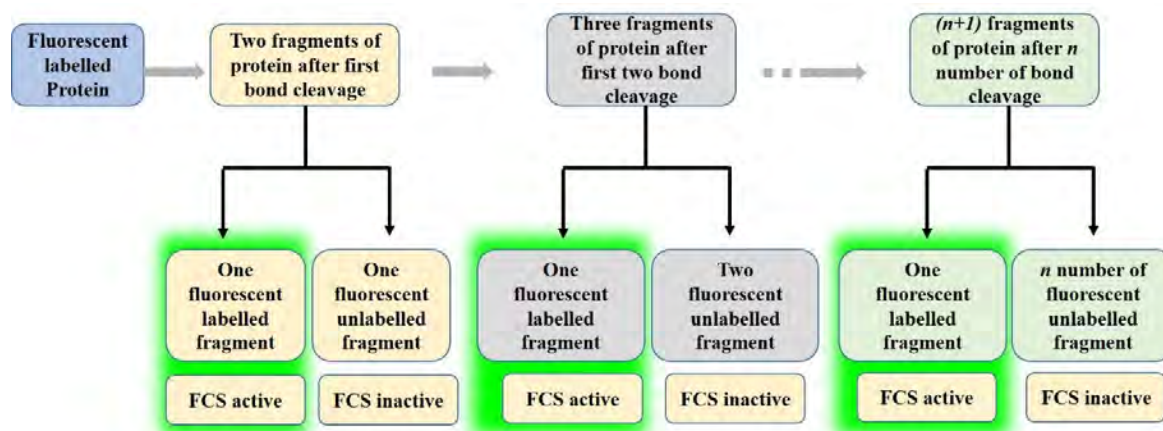 Fluorescent
labelled
Protein
Two fragments of
protein after first
bond cleavage
Three fragments
of protein after
first two bond
cleavage
(n+1) fragments
of protein after n
number of bond
cleavage
One
fluorescent
labelled
fragment
One
fluorescent
unlabelled
fragment
One
fluorescent
labelled
fragment
Two
fluorescent
unlabelled
fragment
One
fluorescent
labelled
fragment
n number of
fluorescent
unlabelled
fragment
FCS active
FCS inactive
FCS active
FCS inactive
FCS active
FCS inactive